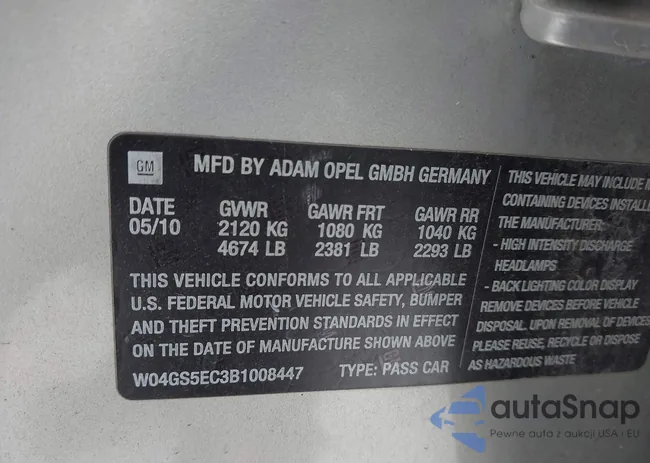 GM
MFD BY ADAM OPEL GMBH GERMANY
DATE GVWR GAWR FRT GAWR RR
05/10 2120 KG 1080 KG 1040 KG
4674 LB 2381 LB 2293 LB
THIS VEHICLE CONFORMS TO ALL APPLICABLE
U.S. FEDERAL MOTOR VEHICLE SAFETY, BUMPER
AND THEFT PREVENTION STANDARDS IN EFFECT
ON THE DATE OF MANUFACTURE SHOWN ABOVE
W04GS5EC3B1008447 TYPE: PASS CAR
THIS VEHICLE MAY INCLUDE M
CONTAINING DEVICES INSTALLE
THE MANUFACTURER:
- HIGH INTENSITY DISCHARGE
HEADLAMPS
- BACK LIGHTING COLOR DISPLAY
REMOVE DEVICES BEFORE VEHICLE
DISPOSAL. UPON REMOVAL OF DEVICES
PLEASE REUSE, RECYCLE OR DISPOSE
AS HAZARDOUS WASTE
autaSnap
Pewne auta z aukcji USA i EU